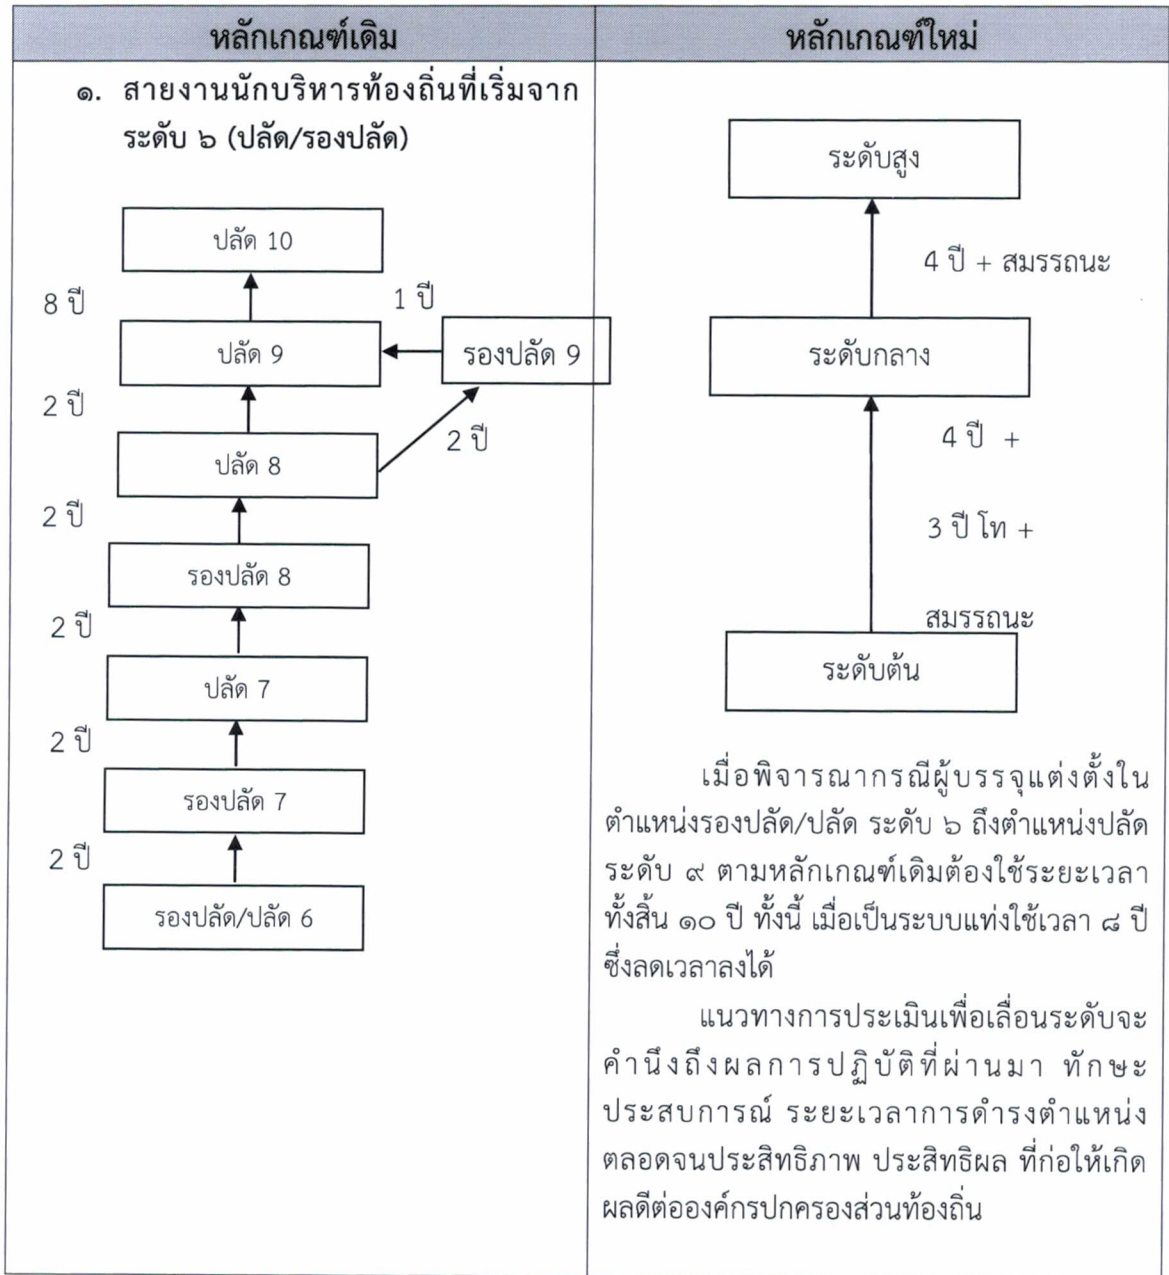 หลักเกณฑ์เดิม
หลักเกณฑ์ใหม่
๑. สายงานนักบริหารท้องถิ่นที่เริ่มจาก
ระดับ ๖ (ปลัด/รองปลัด)
ปลัด 10
8 ปี
1 ปี
ปลัด 9
รองปลัด 9
2 ปี
2 ปี
ปลัด 8
2 ปี
รองปลัด 8
2 ปี
ปลัด 7
2 ปี
รองปลัด 7
2 ปี
รองปลัด/ปลัด 6
ระดับสูง
4 ปี + สมรรถนะ
ระดับกลาง
4 ปี +
3 ปี โท +
สมรรถนะ
ระดับต้น
เมื่อพิจารณากรณีผู้บรรจุแต่งตั้งใน
ตำแหน่งรองปลัด/ปลัด ระดับ ๖ ถึงตำแหน่งปลัด
ระดับ ๙ ตามหลักเกณฑ์เดิมต้องใช้ระยะเวลา
ทั้งสิ้น ๑๐ ปี ทั้งนี้ เมื่อเป็นระบบแท่งใช้เวลา ๘ ปี
ซึ่งลดเวลาลงได้
แนวทางการประเมินเพื่อเลื่อนระดับจะ
คำนึงถึงผลการปฏิบัติที่ผ่านมา ทักษะ
ประสบการณ์ ระยะเวลาการดำรงตำแหน่ง
ตลอดจนประสิทธิภาพ ประสิทธิผล ที่ก่อให้เกิด
ผลดีต่อองค์กรปกครองส่วนท้องถิ่น